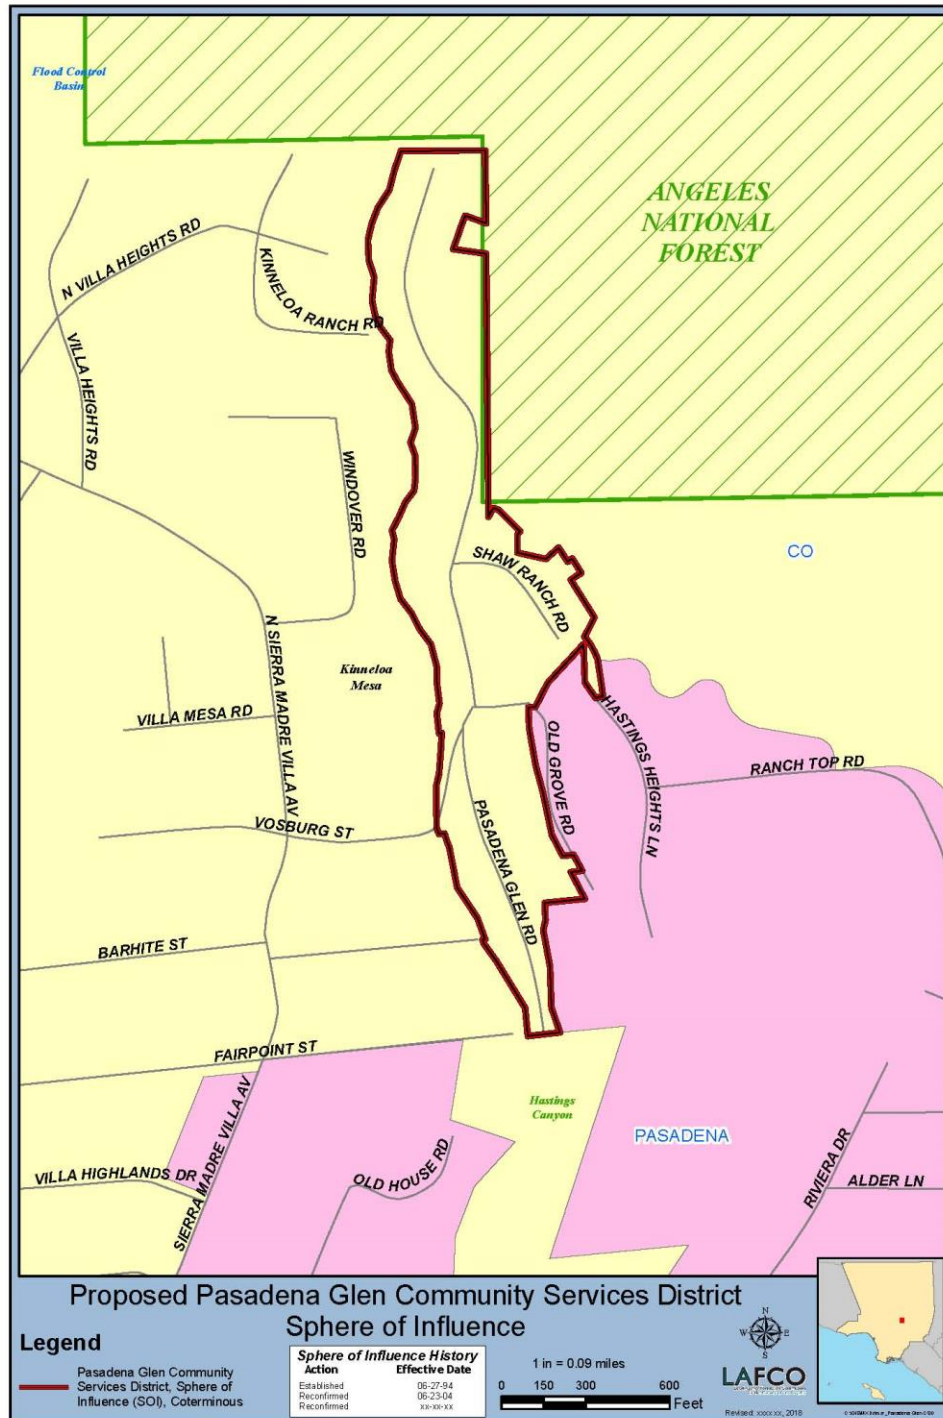 Flood Control
Basin
ANGELES
NATIONAL
FOREST
N VILLA HEIGHTS RD
KINNELOA RANCH RD
VILLA HEIGHTS RD
WINDOVER RD
CO
SHAW RANCH RD
N SIERRA MADRE VILLA AV
Kinneloa
Mesa
VILLA MESA RD
HASTINGS HEIGHTS LN
OLD GROVE RD
RANCH TOP RD
VOSBURG ST
PASADENA GLEN RD
BARHITE ST
FAIRPOINT ST
Hastings
Canyon
PASADENA
SIERRA MADRE VILLA AV
VILLA HIGHLANDS DR
OLD HOUSE RD
RIVIERA DR
ALDER LN
Proposed Pasadena Glen Community Services District
Sphere of Influence
Legend
Pasadena Glen Community
Services District, Sphere of
Influence (SOI), Coterminous
Sphere of Influence History
Action Effective Date
Established 06-27-94
Reconfirmed 06-23-04
Reconfirmed xx-xx-xx
1 in = 0.09 miles
0 150 300 600
Feet
N
W E
S
LAFCO
Revised: xxxxxx, 2018